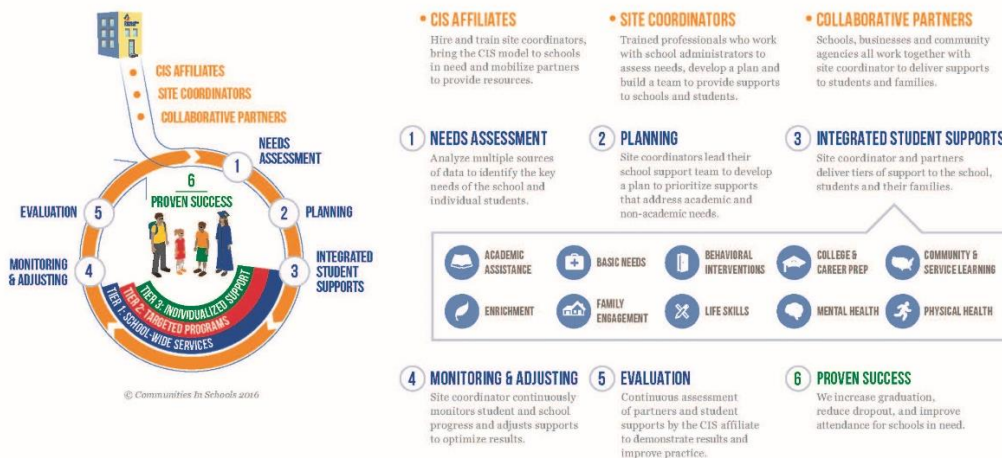 • CIS AFFILIATES
• SITE COORDINATORS
• COLLABORATIVE PARTNERS
1
NEEDS
ASSESSMENT
2
PLANNING
3
INTEGRATED
STUDENT
SUPPORTS
MONITORING
& ADJUSTING
4
EVALUATION
5
6
PROVEN SUCCESS
TIER 3: INDIVIDUALIZED SUPPORT
TIER 2: TARGETED PROGRAMS
TIER 1: SCHOOL-WIDE SERVICES
© Communities In Schools 2016
• CIS AFFILIATES
Hire and train site coordinators,
bring the CIS model to schools
in need and mobilize partners
to provide resources.
• SITE COORDINATORS
Trained professionals who work
with school administrators to
assess needs, develop a plan and
build a team to provide supports
to schools and students.
• COLLABORATIVE PARTNERS
Schools, businesses and community
agencies all work together with
site coordinator to deliver supports
to students and families.
1 NEEDS ASSESSMENT
Analyze multiple sources
of data to identify the key
needs of the school and
individual students.
2 PLANNING
Site coordinators lead their
school support team to develop
a plan to prioritize supports
that address academic and
non-academic needs.
3 INTEGRATED STUDENT SUPPORTS
Site coordinator and partners
deliver tiers of support to the school,
students and their families.
ACADEMIC
ASSISTANCE
BASIC NEEDS
BEHAVIORAL
INTERVENTIONS
COLLEGE &
CAREER PREP
COMMUNITY &
SERVICE LEARNING
ENRICHMENT
FAMILY
ENGAGEMENT
LIFE SKILLS
MENTAL HEALTH
PHYSICAL HEALTH
4 MONITORING & ADJUSTING
Site coordinator continuously
monitors student and school
progress and adjusts supports
to optimize results.
5 EVALUATION
Continuous assessment
of partners and student
supports by the CIS affiliate
to demonstrate results and
improve practice.
6 PROVEN SUCCESS
We increase graduation,
reduce dropout, and improve
attendance for schools in need.